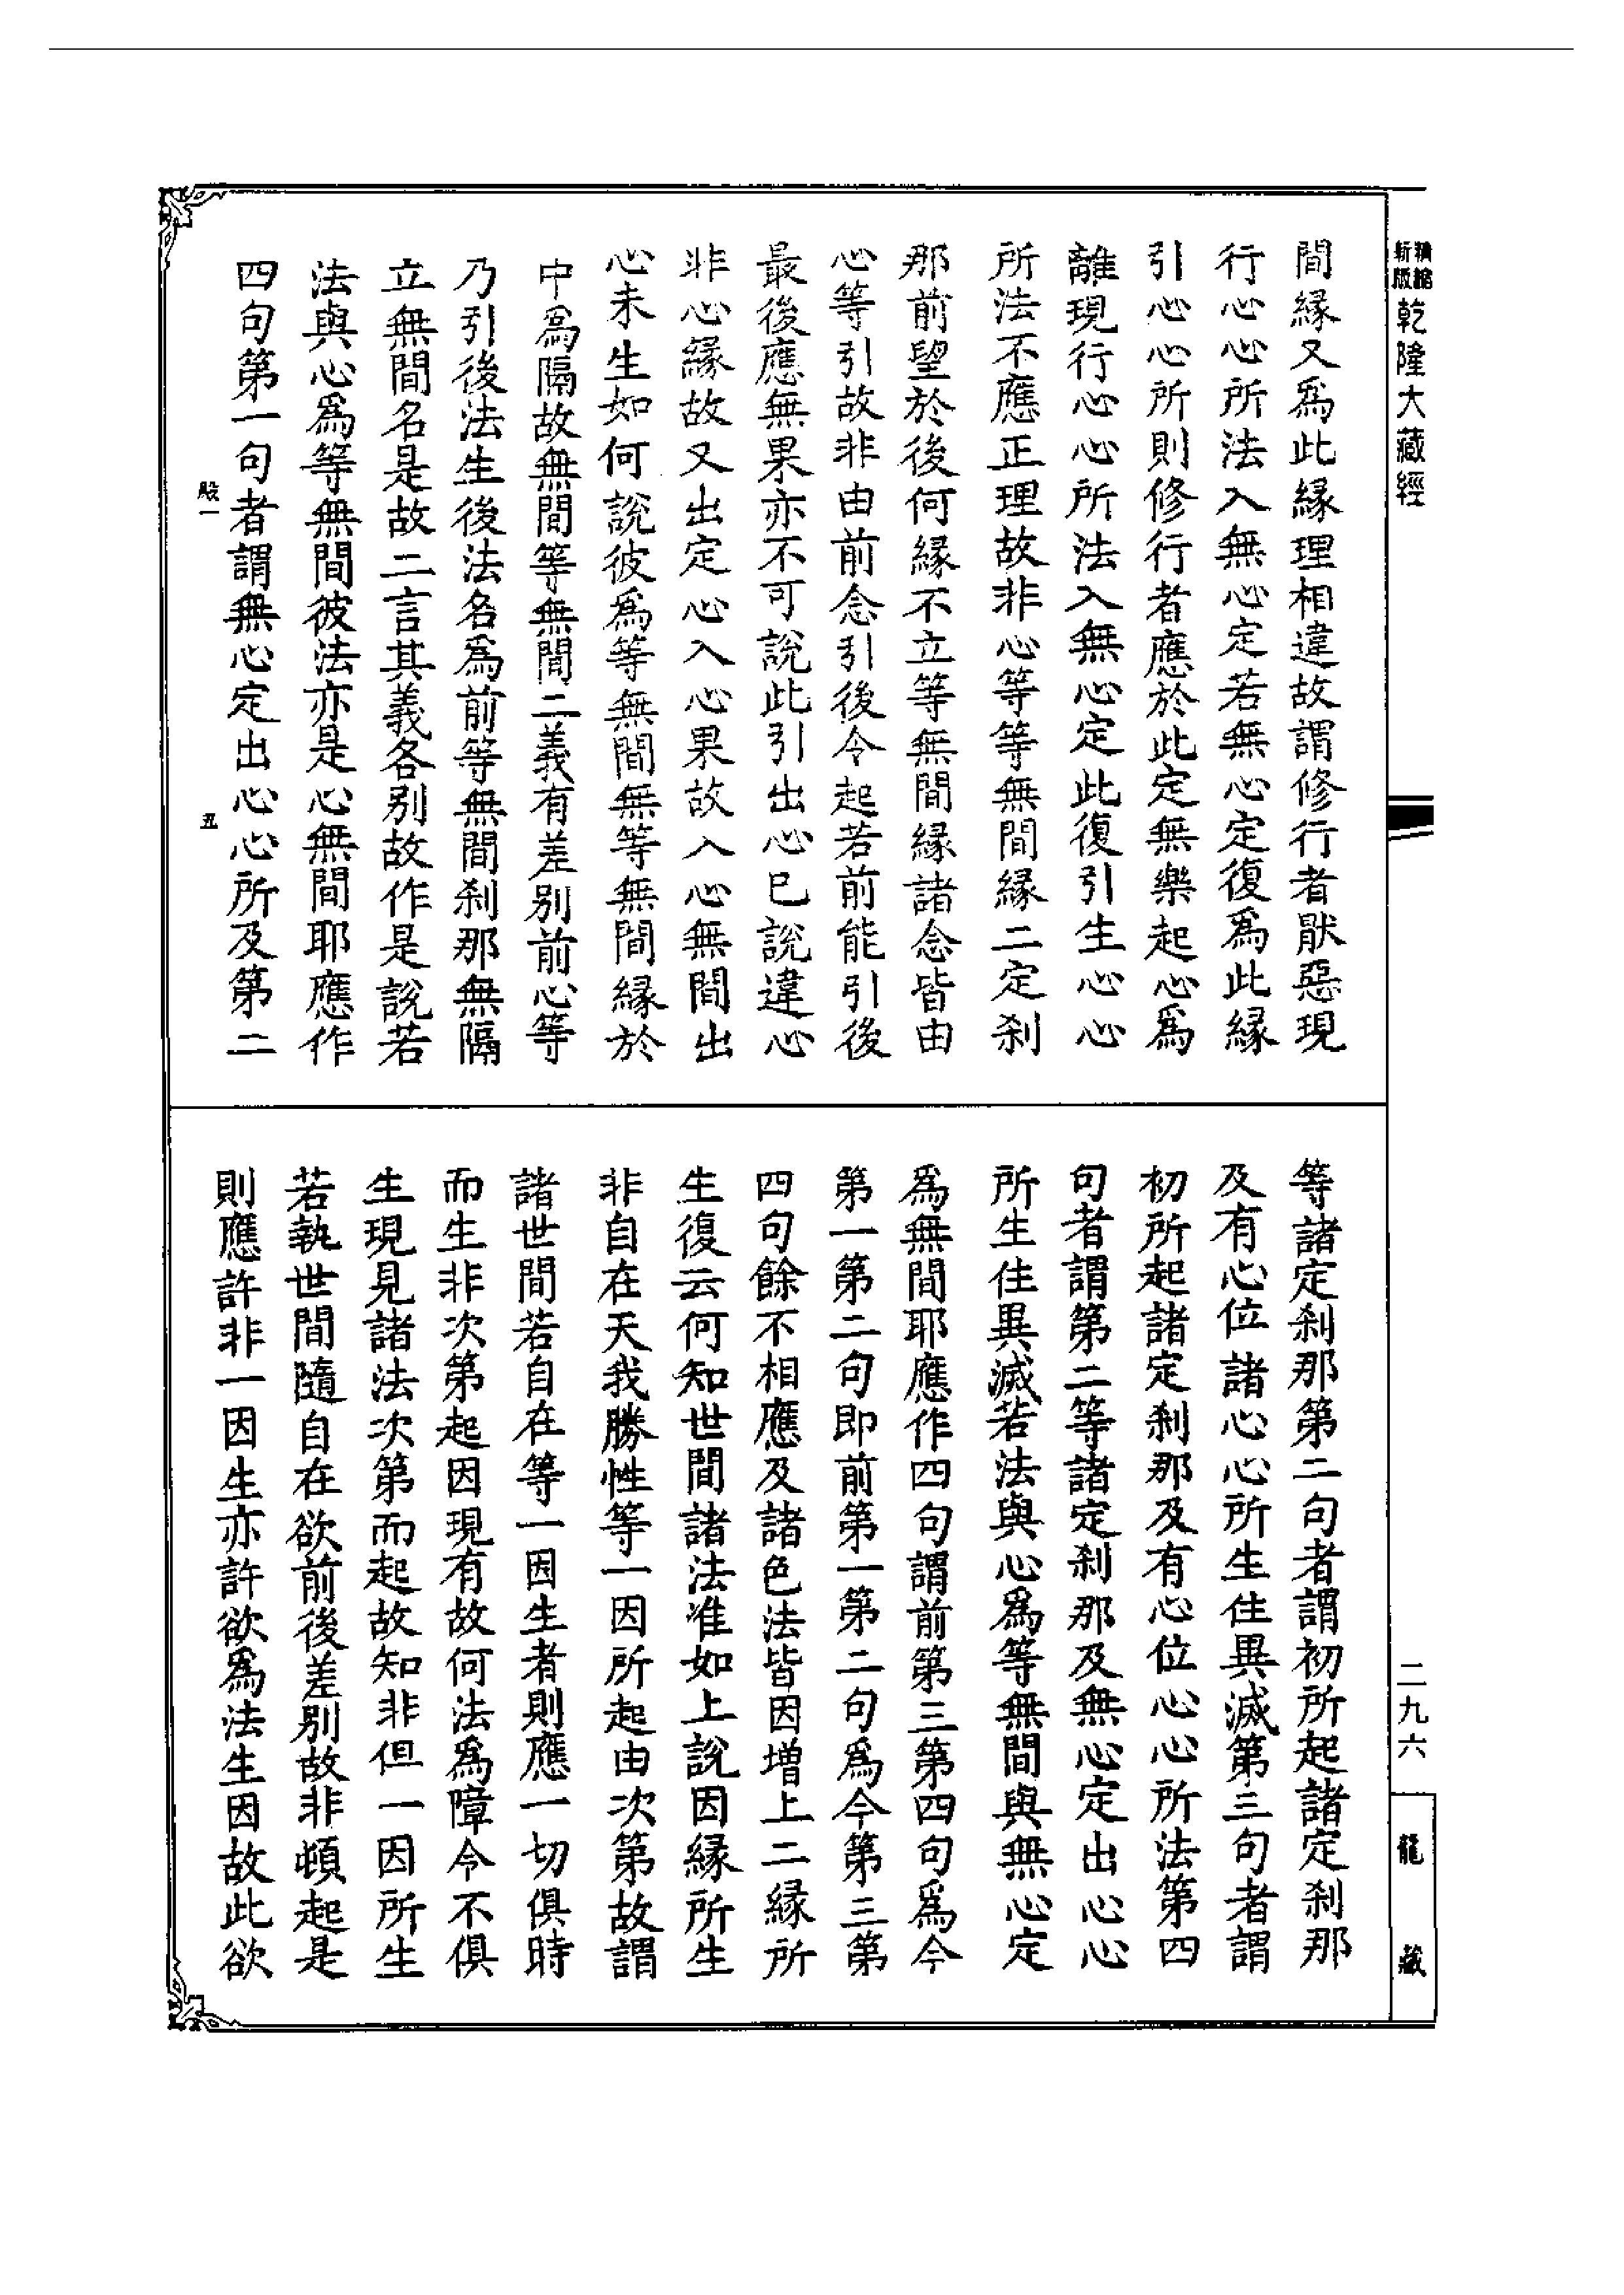 精縮新版乾隆大藏經
間緣又爲此緣理相違故謂修行者厭惡現
行心心所法入無心定若無心定復爲此緣
引心心所則修行者應於此定無樂起心爲
離現行心心所法入無心定此復引生心心
所法不應正理故非心等等無間緣二定刹
那前望於後何緣不立等無間緣諸念皆由
心等引故非由前念引後令起若前能引後
最後應無果亦不可說此引出心已說違心
非心緣故又出定心入心果故入心無間出
心未生如何說彼爲等無間無等無間緣於
中爲隔故無間等無間二義有差別前心等
乃引後法生後法名爲前等無間刹那無隔
立無間名是故二言其義各別故作是說若
法與心爲等無間彼法亦是心無間耶應作
四句第一句者謂無心定出心心所及第二
殷一
五
等諸定刹那第二句者謂初所起諸定刹那
及有心位諸心心所生住異滅第三句者謂
初所起諸定刹那及有心位心心所法第四
句者謂第二等諸定刹那及無心定出心心
所生住異滅若法與心爲等無間與無心定
爲無間耶應作四句謂前第三第四句爲今
第一第二句即前第一第二句爲今第三第
四句餘不相應及諸色法皆因增上二緣所
生復云何知世間諸法准如上說因緣所生
非自在天我勝性等一因所起由次第故謂
諸世間若自在等一因生者則應一切俱時
而生非次第起因現有故何法爲障令不俱
生現見諸法次第而起故知非但一因所生
若執世間隨自在欲前後差別故非頓起是
則應許非一因生亦許欲爲法生因故此欲
二九六
龍藏